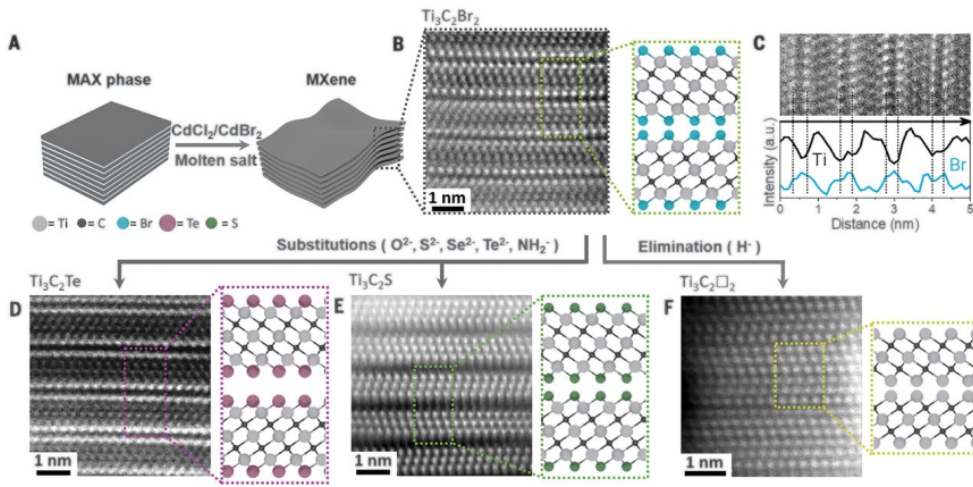 A
MAX phase
CdCl₂/CdBr₂
Molten salt
MXene
= Ti = C = Br = Te = S
B
Ti₃C₂Br₂
1 nm
C
Intensity (a.u.)
Ti
Br
0 1 2 3 4 5
Distance (nm)
Substitutions ( O²⁻, S²⁻, Se²⁻, Te²⁻, NH₂⁻ )
Elimination ( H⁻ )
D
Ti₃C₂Te
1 nm
E
Ti₃C₂S
1 nm
F
Ti₃C₂□₂
1 nm